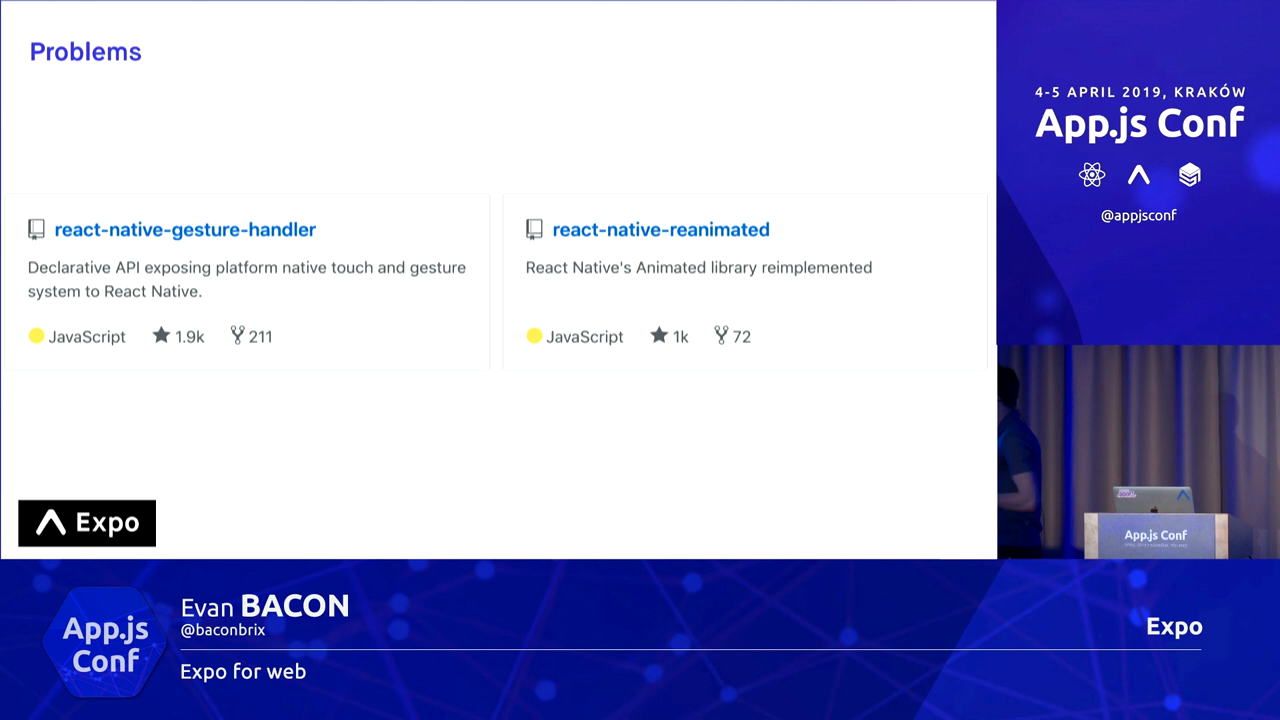 Problems
react-native-gesture-handler
Declarative API exposing platform native touch and gesture
system to React Native.
JavaScript 1.9k 211
react-native-reanimated
React Native's Animated library reimplemented
JavaScript 1k 72
Expo
4-5 APRIL 2019, KRAKÓW
App.js Conf
@appjsconf
App.js Conf
App.js
Conf
Evan BACON
@baconbrix
Expo for web
Expo